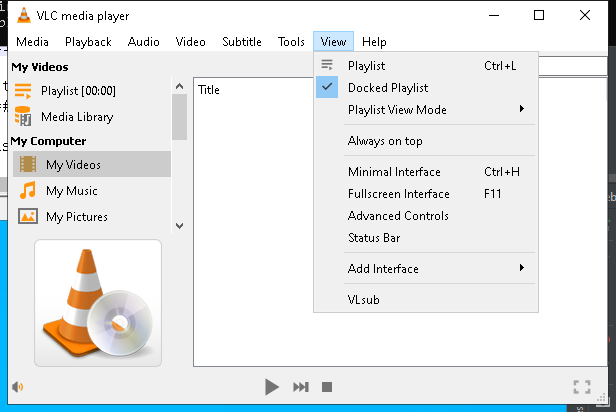 VLC media player
Media Playback Audio Video Subtitle Tools View Help
My Videos
Playlist [00:00]
Media Library
My Computer
My Videos
My Music
My Pictures
Title
Playlist Ctrl+L
Docked Playlist
Playlist View Mode
Always on top
Minimal Interface Ctrl+H
Fullscreen Interface F11
Advanced Controls
Status Bar
Add Interface
VLsub